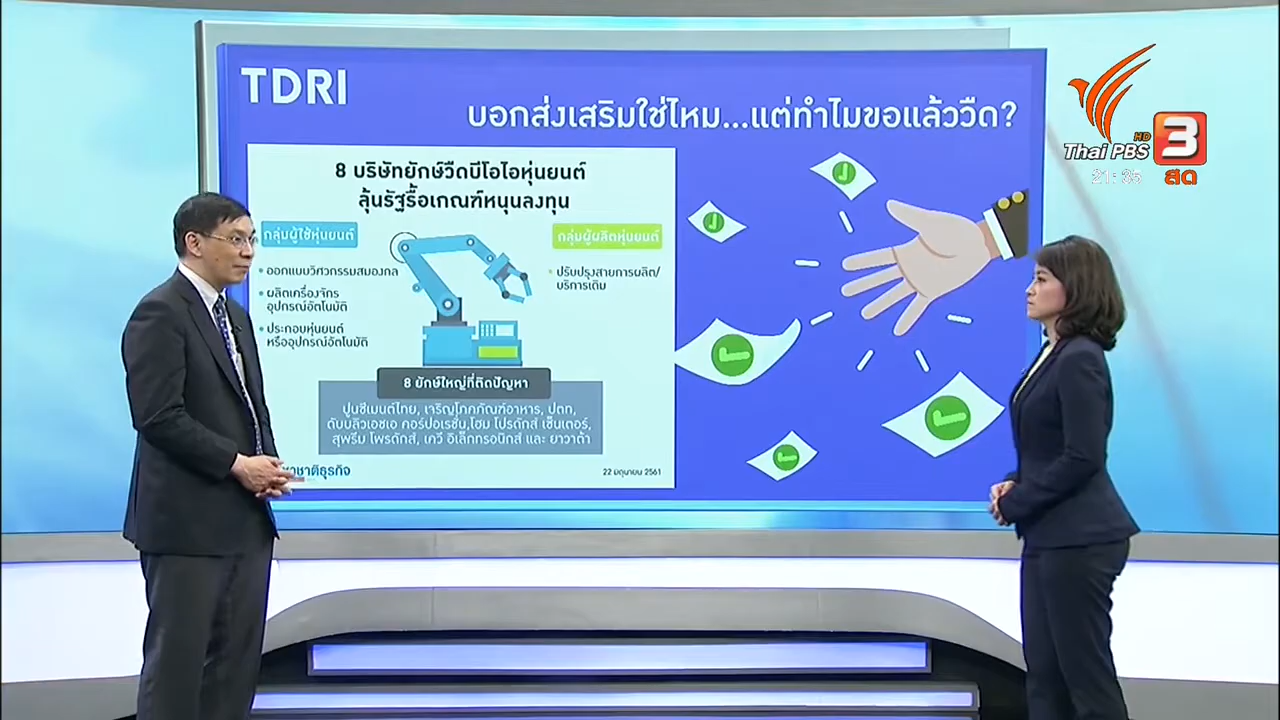 TDRI
บอกส่งเสริมใช่ไหม...แต่ทำไมขอแล้ววืด?
HD
Thai PBS 3
21:35 สด
8 บริษัทยักษ์วืดบีโอไอหุ่นยนต์
ลุ้นรัฐรื้อเกณฑ์หนุนลงทุน
กลุ่มผู้ใช้หุ่นยนต์
• ออกแบบวิศวกรรมสมองกล
• ผลิตเครื่องจักร
อุปกรณ์อัตโนมัติ
• ประกอบหุ่นยนต์
หรืออุปกรณ์อัตโนมัติ
กลุ่มผู้ผลิตหุ่นยนต์
• ปรับปรุงสายการผลิต/
บริการเดิม
8 ยักษ์ใหญ่ที่ติดปัญหา
ปูนซีเมนต์ไทย, เจริญโภคภัณฑ์อาหาร, ปตท,
ดับบลิวเอชเอ คอร์ปอเรชั่น,โฮม โปรดักส์ เซ็นเตอร์,
สุพรีม โพรดักส์, เควี อิเล็กทรอนิกส์ และ ยาวาต้า
ชาชาติธุรกิจ
22 มิถุนายน 2561